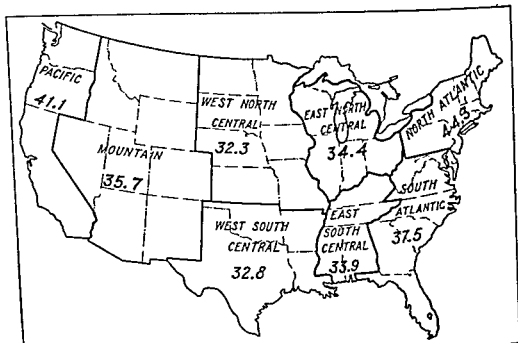 PACIFIC
41.1
MOUNTAIN
35.7
WEST NORTH
CENTRAL
32.3
WEST SOUTH
CENTRAL
32.8
EAST NORTH
CENTRAL
34.4
EAST
SOUTH
CENTRAL
33.9
NORTH ATLANTIC
44.3
SOUTH
ATLANTIC
37.5